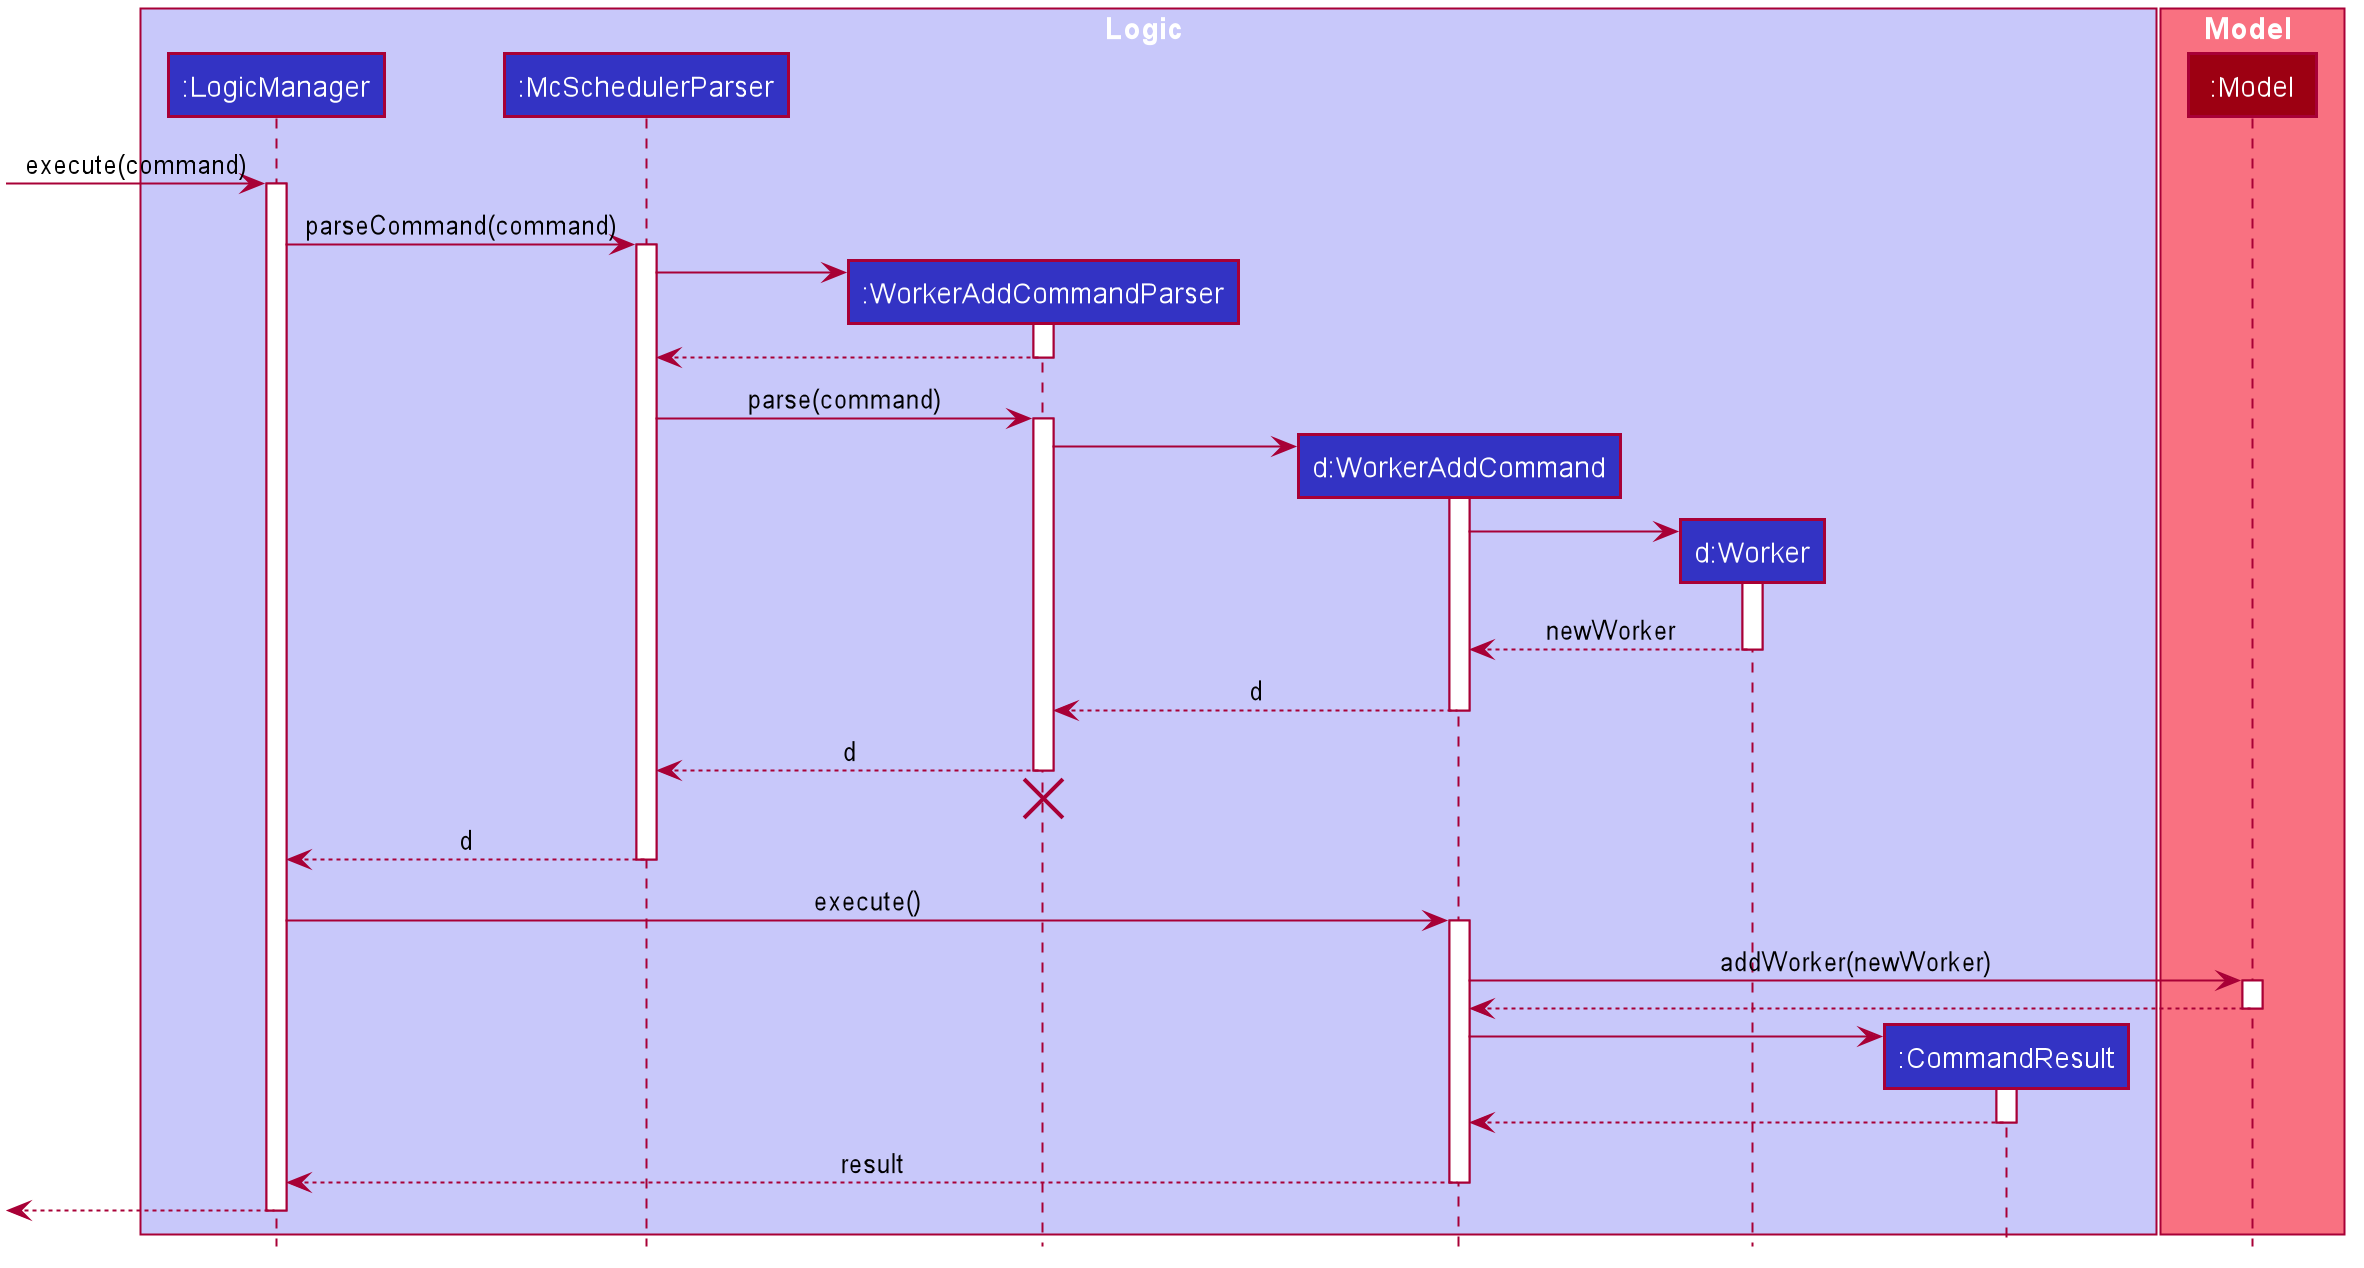 Logic
Model
:LogicManager
:McSchedulerParser
:Model
execute(command)
parseCommand(command)
:WorkerAddCommandParser
parse(command)
d:WorkerAddCommand
d:Worker
newWorker
d
d
d
execute()
addWorker(newWorker)
:CommandResult
result